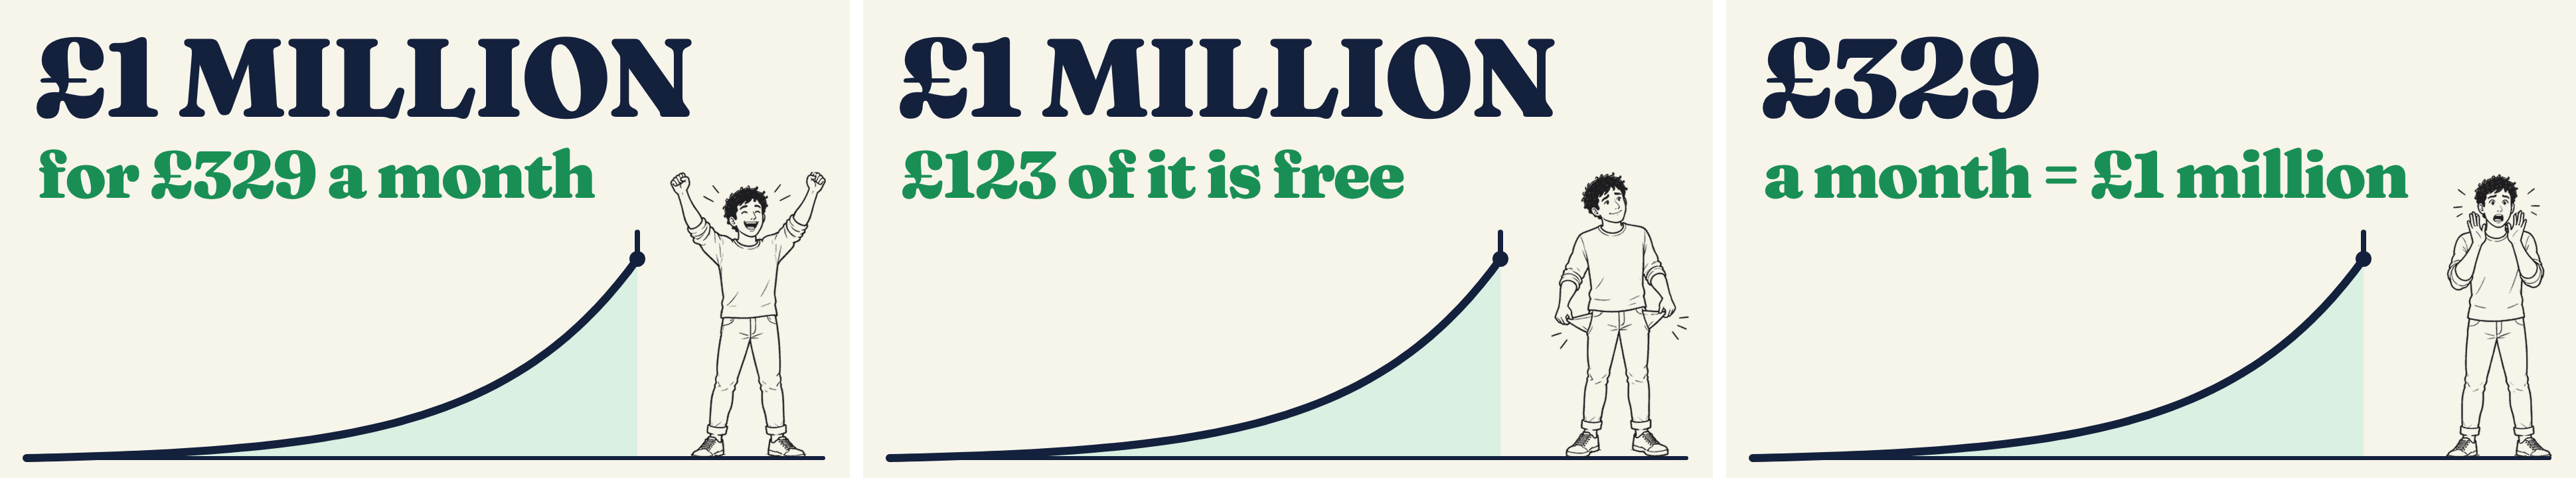 £1 MILLION
for £329 a month
£1 MILLION
£123 of it is free
£329
a month = £1 million